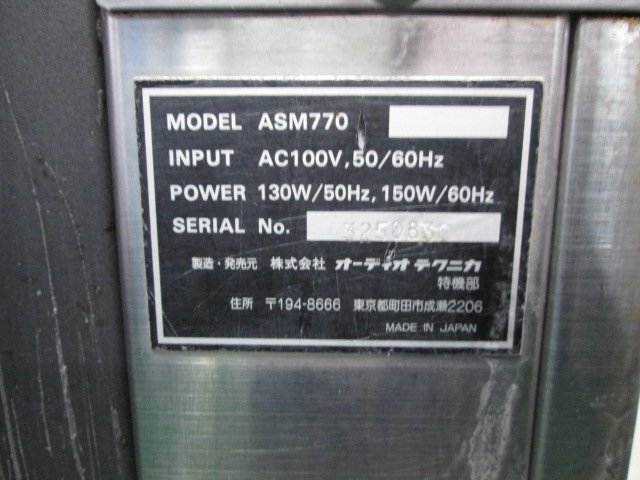 MODEL ASM770
INPUT AC100V,50/60Hz
POWER 130W/50Hz, 150W/60Hz
SERIAL No.
製造・発売元 株式会社 オーディオ テクニカ
特機部
住所 〒194-8666 東京都町田市成瀬2206
MADE IN JAPAN